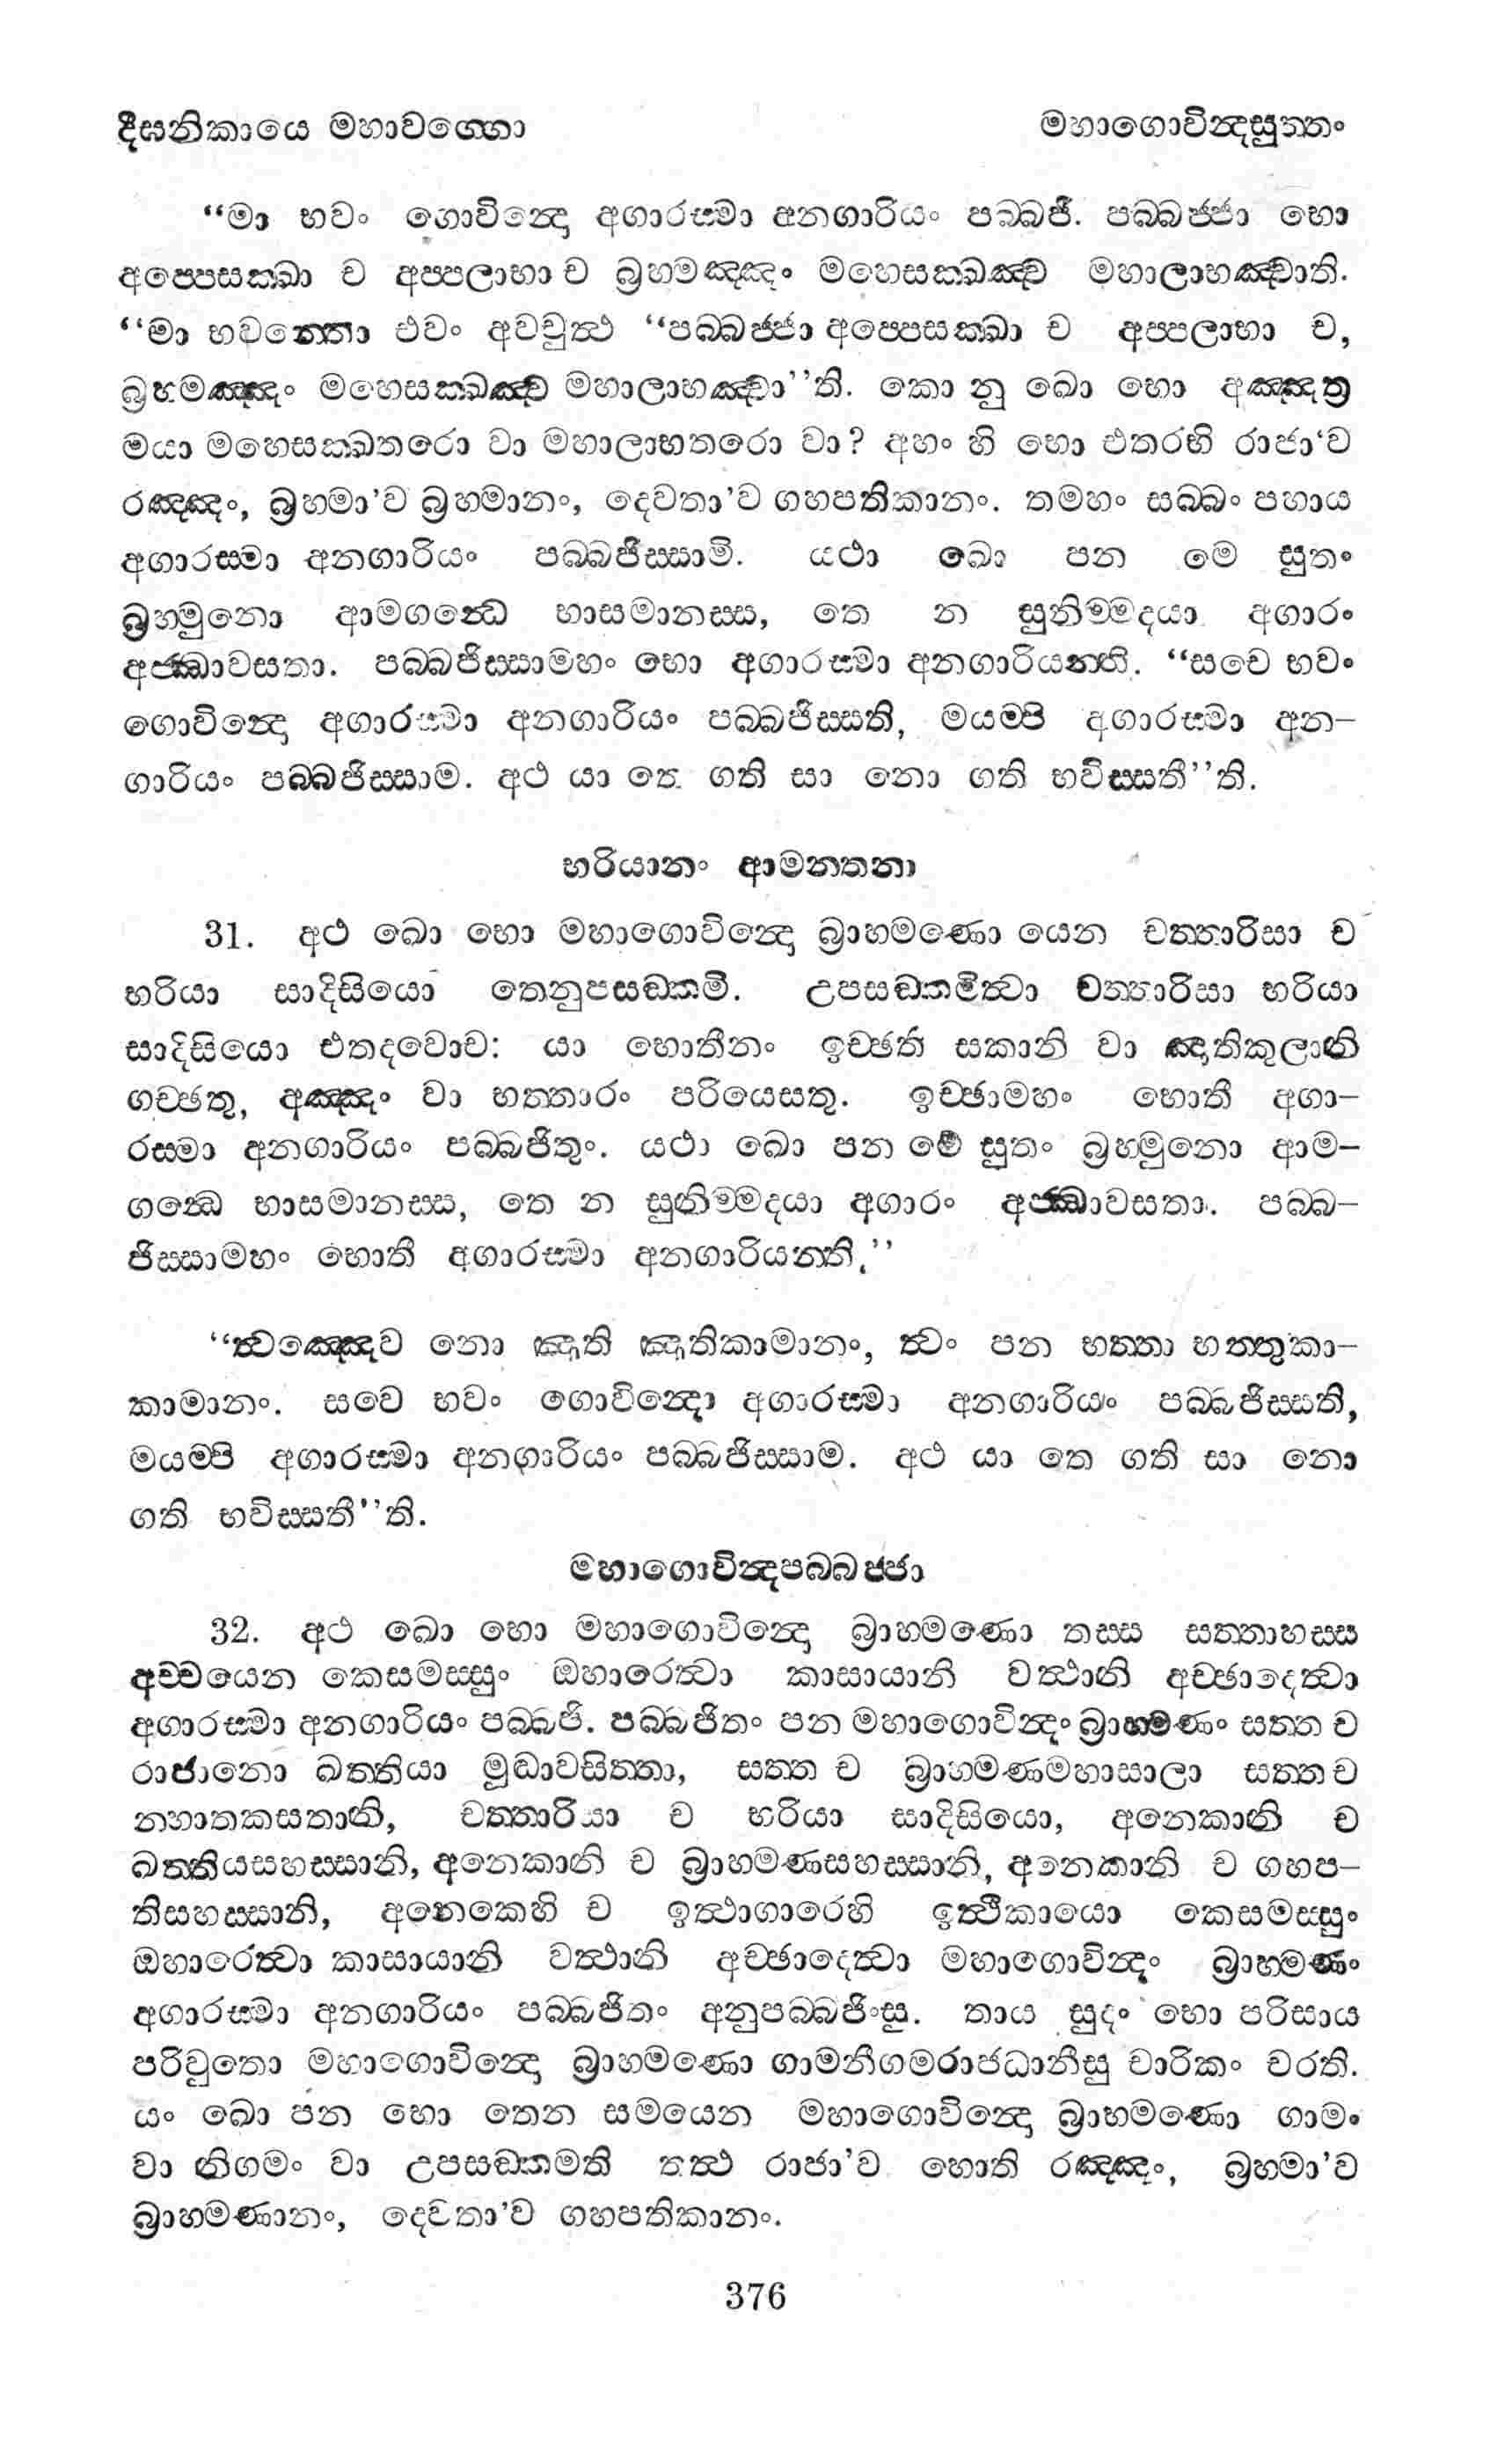 දීඝනිකායෙ මහාවග්ගො මහාගොවින්දසුත්තං
“මා භවං ගොවින්දො අගාරස්මා අනගාරියං පබ්බජි. පබ්බජ්ජා භො
අප්පෙසක්ඛා ච අප්පලාභා ච බ්‍රහ්මඤ්ඤං මහෙසක්ඛඤ්ච මහාලාභඤ්චාති.
“මා භවන්තො එවං අවචුත්ථ “පබ්බජ්ජා අප්පෙසක්ඛා ච අප්පලාභා ච,
බ්‍රහ්මඤ්ඤං මහෙසක්ඛඤ්ච මහාලාභඤ්චා”ති. කො නු ඛො භො අඤ්ඤත්‍ර
මයා මහෙසක්ඛතරො වා මහාලාභතරො වා? අහං හි භො එතරහි රාජා‘ව
රඤ්ඤං, බ්‍රහ්මා’ව බ්‍රහ්මානං, දෙවතා’ව ගහපතිකානං. තමහං සබ්බං පහාය
අගාරස්මා අනගාරියං පබ්බජිස්සාමි. යථා ඛො පන මෙ සුතං
බ්‍රහ්මුනො ආමගන්ධෙ භාසමානස්ස, තෙ න සුනිම්මදයා අගාරං
අජ්ඣාවසතා. පබ්බජිස්සාමහං භො අගාරස්මා අනගාරියන්ති. “සචෙ භවං
ගොවින්දො අගාරස්මා අනගාරියං පබ්බජිස්සති, මයම්පි අගාරස්මා අන–
ගාරියං පබ්බජිස්සාම. අථ යා තෙ ගති සා නො ගති භවිස්සතී”ති.
භරියානං ආමන්තනා
31. අථ ඛො භො මහාගොවින්දො බ්‍රාහ්මණො යෙන චත්තාරිසා ච
භරියා සාදිසියො තෙනුපසඞ්කමි. උපසඞ්කමිත්වා චත්තාරිසා භරියා
සාදිසියො එතදවොච: යා හොතීනං ඉච්ඡති සකානි වා ඤාතිකුලානි
ගච්ඡතු, අඤ්ඤං වා භත්තාරං පරියෙසතු. ඉච්ඡාමහං හොතී අගා–
රස්මා අනගාරියං පබ්බජිතුං. යථා ඛො පන මෙ සුතං බ්‍රහ්මුනො ආම–
ගන්ධෙ භාසමානස්ස, තෙ න සුනිම්මදයා අගාරං අජ්ඣාවසතා. පබ්බ–
ජිස්සාමහං හොතී අගාරස්මා අනගාරියන්ති.”
“ත්වඤ්ඤෙව නො ඤාති ඤාතිකාමානං, ත්වං පන භත්තා භත්තුකා–
කාමානං. සචෙ භවං ගොවින්දො අගාරස්මා අනගාරියං පබ්බජිස්සති,
මයම්පි අගාරස්මා අනගාරියං පබ්බජිස්සාම. අථ යා තෙ ගති සා නො
ගති භවිස්සතී”ති.
මහාගොවින්දපබ්බජ්ජා
32. අථ ඛො භො මහාගොවින්දො බ්‍රාහ්මණො තස්ස සත්තාහස්ස
අච්චයෙන කෙසමස්සුං ඔහාරෙත්වා කාසායානි වත්ථානි අච්ඡාදෙත්වා
අගාරස්මා අනගාරියං පබ්බජි. පබ්බජිතං පන මහාගොවින්දං බ්‍රාහ්මණං සත්ත ච
රාජානො ඛත්තියා මුද්ධාවසිත්තා, සත්ත ච බ්‍රාහ්මණමහාසාලා සත්ත ච
නහාතකසතානි, චත්තාරියා ච භරියා සාදිසියො, අනෙකානි ච
ඛත්තියසහස්සානි, අනෙකානි ච බ්‍රාහ්මණසහස්සානි, අනෙකානි ච ගහප–
තිසහස්සානි, අනෙකෙහි ච ඉත්ථාගාරෙහි ඉත්ථිකායො කෙසමස්සුං
ඔහාරෙත්වා කාසායානි වත්ථානි අච්ඡාදෙත්වා මහාගොවින්දං බ්‍රාහ්මණං
අගාරස්මා අනගාරියං පබ්බජිතං අනුපබ්බජිංසු. තාය සුදං භො පරිසාය
පරිවුතො මහාගොවින්දො බ්‍රාහ්මණො ගාමනිගමරාජධානීසු චාරිකං චරති.
යං ඛො පන භො තෙන සමයෙන මහාගොවින්දො බ්‍රාහ්මණො ගාමං
වා නිගමං වා උපසඞ්කමති තත්ථ රාජා’ව හොති රඤ්ඤං, බ්‍රහ්මා’ව
බ්‍රාහ්මණානං, දෙවතා’ව ගහපතිකානං.
376